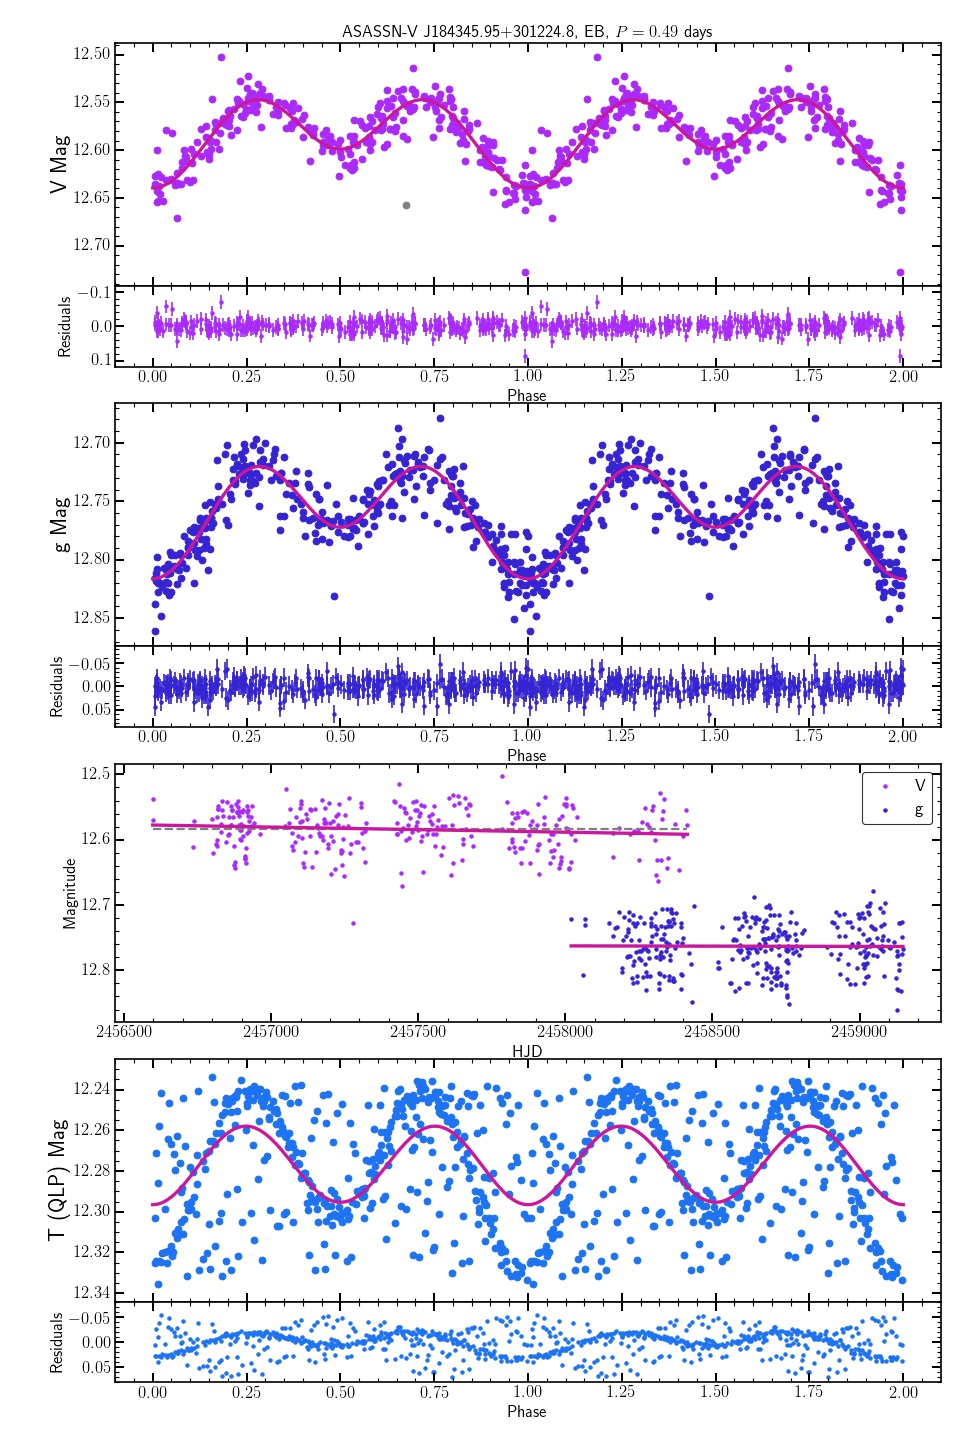 ASASSN-V J184345.95+301224.8, EB, P = 0.49 days
12.50
12.55
12.60
12.65
12.70
V Mag
−0.1
0.0
0.1
Residuals
0.00 0.25 0.50 0.75 1.00 1.25 1.50 1.75 2.00
Phase
12.70
12.75
12.80
12.85
g Mag
−0.05
0.00
0.05
Residuals
0.00 0.25 0.50 0.75 1.00 1.25 1.50 1.75 2.00
Phase
12.5
12.6
12.7
12.8
Magnitude
V
g
2456500 2457000 2457500 2458000 2458500 2459000
HJD
12.24
12.26
12.28
12.30
12.32
12.34
T (QLP) Mag
−0.05
0.00
0.05
Residuals
0.00 0.25 0.50 0.75 1.00 1.25 1.50 1.75 2.00
Phase